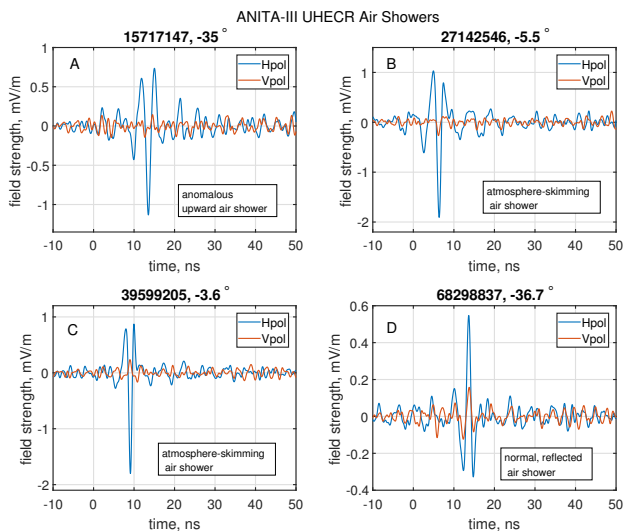 ANITA-III UHECR Air Showers
15717147, -35 °
A
Hpol
Vpol
anomalous
upward air shower
field strength, mV/m
1
0.5
0
-0.5
-1
-10 0 10 20 30 40 50
time, ns
27142546, -5.5 °
B
Hpol
Vpol
atmosphere-skimming
air shower
field strength, mV/m
1
0
-1
-2
-10 0 10 20 30 40 50
time, ns
39599205, -3.6 °
C
Hpol
Vpol
atmosphere-skimming
air shower
field strength, mV/m
1
0
-1
-2
-10 0 10 20 30 40 50
time, ns
68298837, -36.7 °
D
Hpol
Vpol
normal, reflected
air shower
field strength, mV/m
0.6
0.4
0.2
0
-0.2
-0.4
-10 0 10 20 30 40 50
time, ns